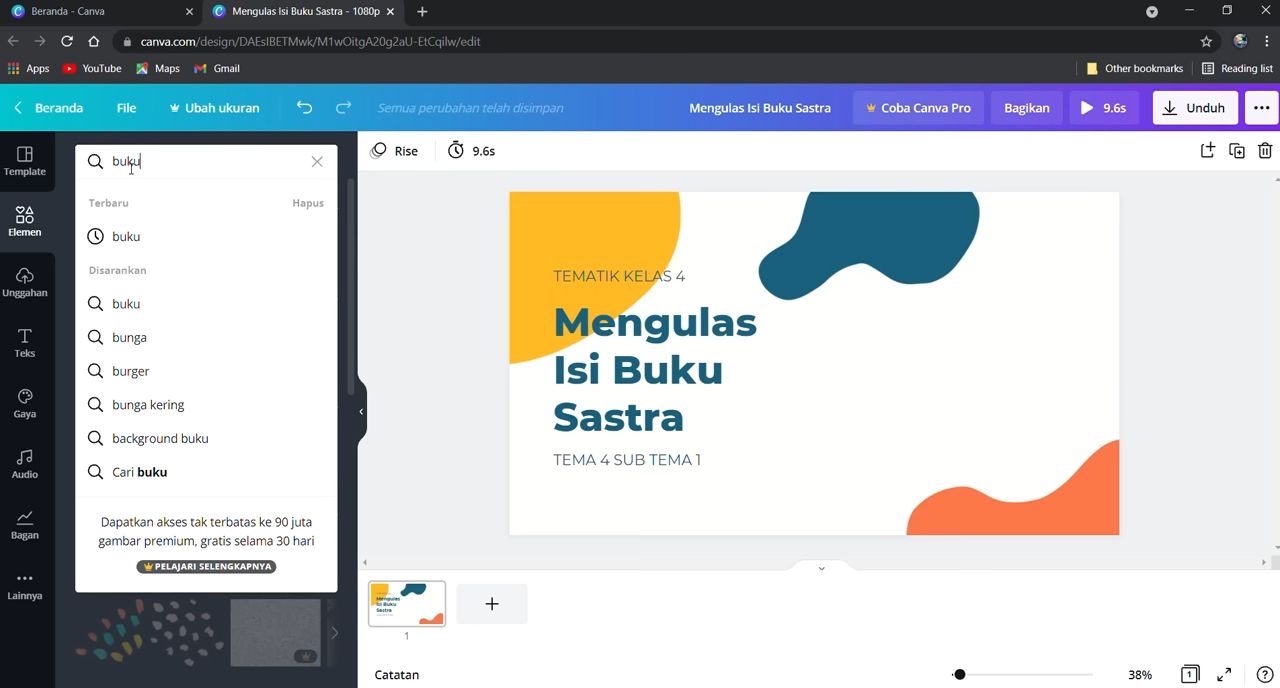 Beranda - Canva
Mengulas Isi Buku Sastra - 1080p
canva.com/design/DAEsIBETMwk/M1wOitgA20g2aU-EtCqilw/edit
Apps YouTube Maps Gmail Other bookmarks Reading list
Beranda File Ubah ukuran Semua perubahan telah disimpan Mengulas Isi Buku Sastra Coba Canva Pro Bagikan 9.6s Unduh
Template
Elemen
Unggahan
Teks
Gaya
Audio
Bagan
Lainnya
buku
Terbaru Hapus
buku
Disarankan
buku
bunga
burger
bunga kering
background buku
Cari buku
Dapatkan akses tak terbatas ke 90 juta
gambar premium, gratis selama 30 hari
PELAJARI SELENGKAPNYA
Rise 9.6s
TEMATIK KELAS 4
Mengulas
Isi Buku
Sastra
TEMA 4 SUB TEMA 1
Mengulas
Isi Buku
Sastra
1
Catatan 38% 1